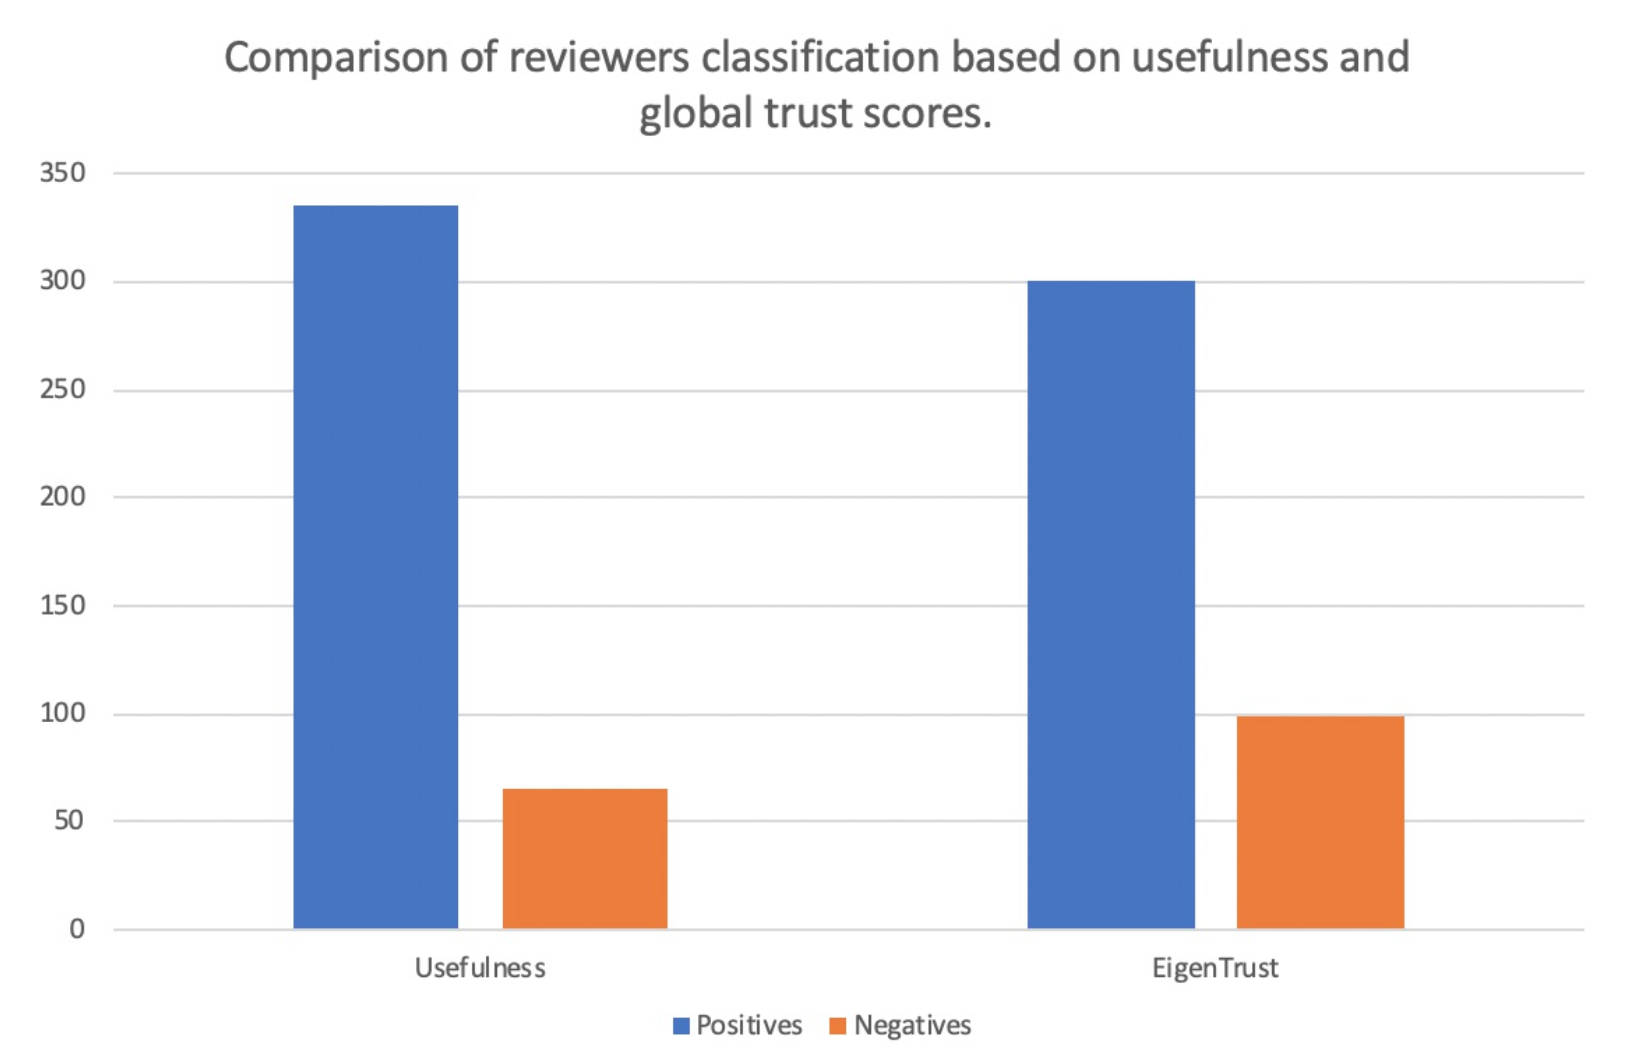 Comparison of reviewers classification based on usefulness and
global trust scores.
350
300
250
200
150
100
50
0
Usefulness EigenTrust
Positives Negatives